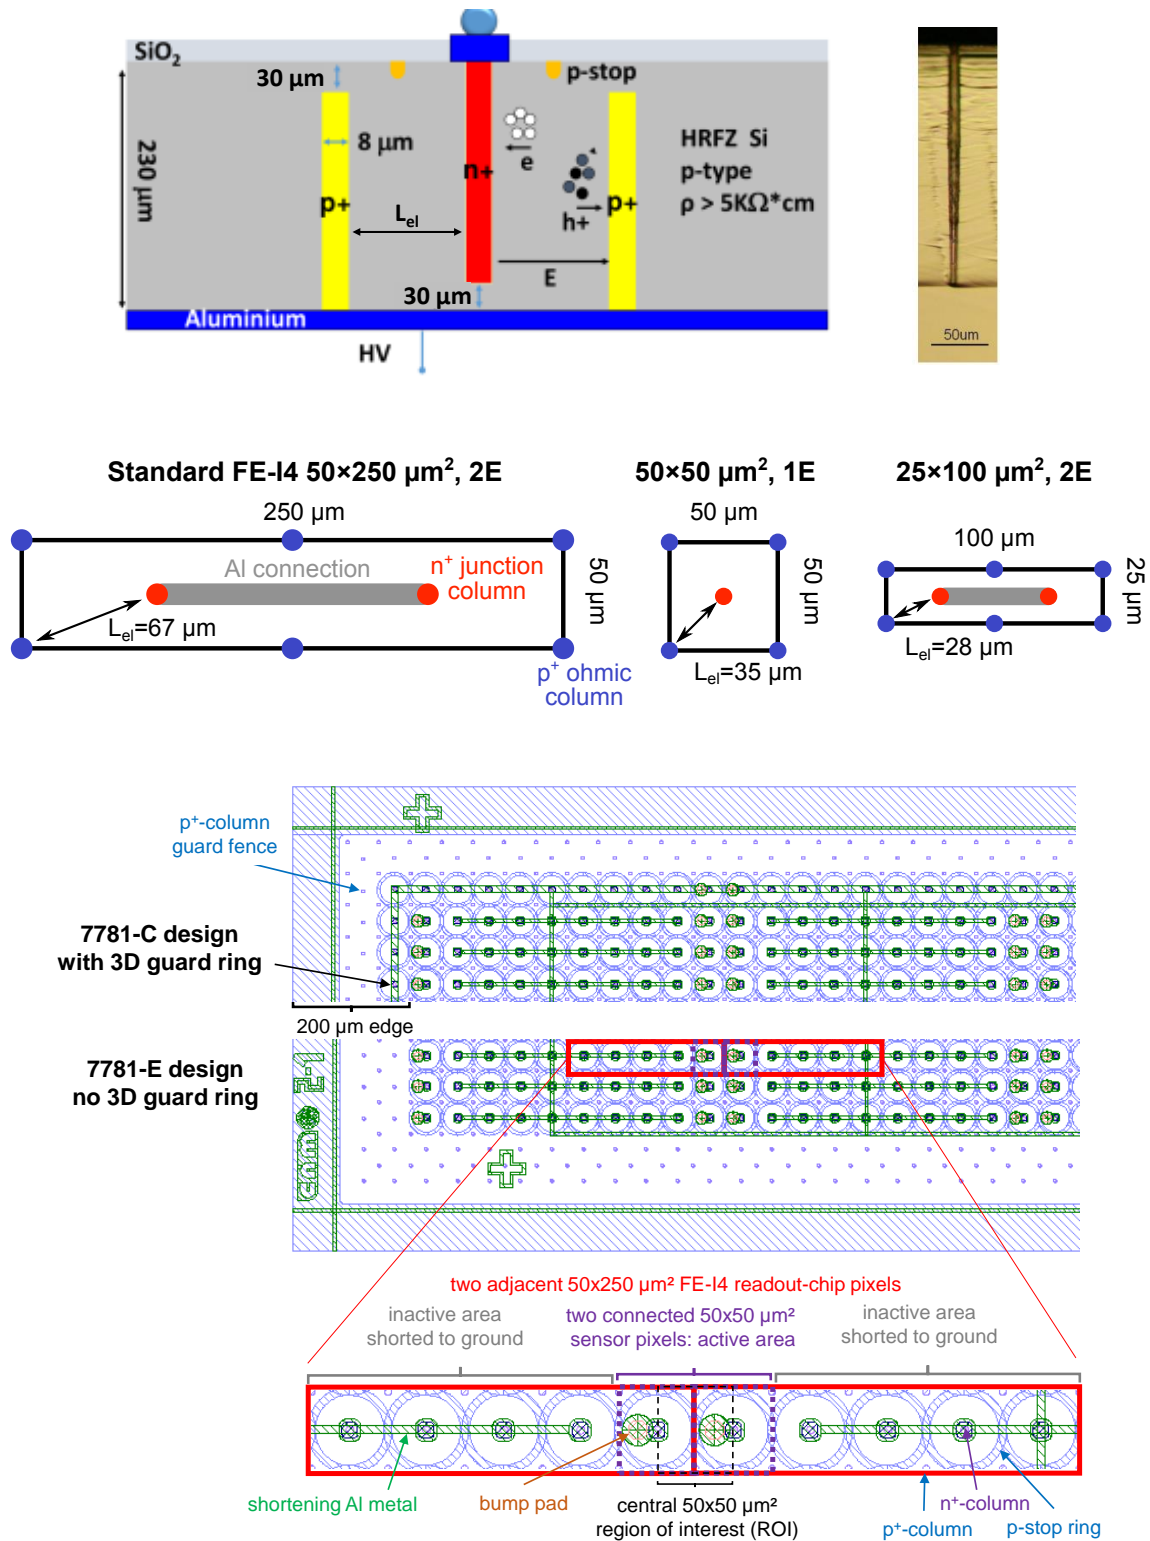 SiO₂
30 µm
p-stop
8 µm
230 µm
n+
e
HRFZ Si
p-type
ρ > 5KΩ*cm
p+
L_el
h+
p+
E
30 µm
Aluminium
HV
50um
Standard FE-I4 50×250 µm², 2E
50×50 µm², 1E
25×100 µm², 2E
250 µm
50 µm
100 µm
Al connection
n⁺ junction
column
50 µm
50 µm
25 µm
L_el=67 µm
L_el=35 µm
L_el=28 µm
p⁺ ohmic
column
p⁺-column
guard fence
7781-C design
with 3D guard ring
200 µm edge
7781-E design
no 3D guard ring
two adjacent 50x250 µm² FE-I4 readout-chip pixels
inactive area
shorted to ground
two connected 50x50 µm²
sensor pixels: active area
inactive area
shorted to ground
shortening Al metal
bump pad
central 50x50 µm²
region of interest (ROI)
n⁺-column
p⁺-column
p-stop ring